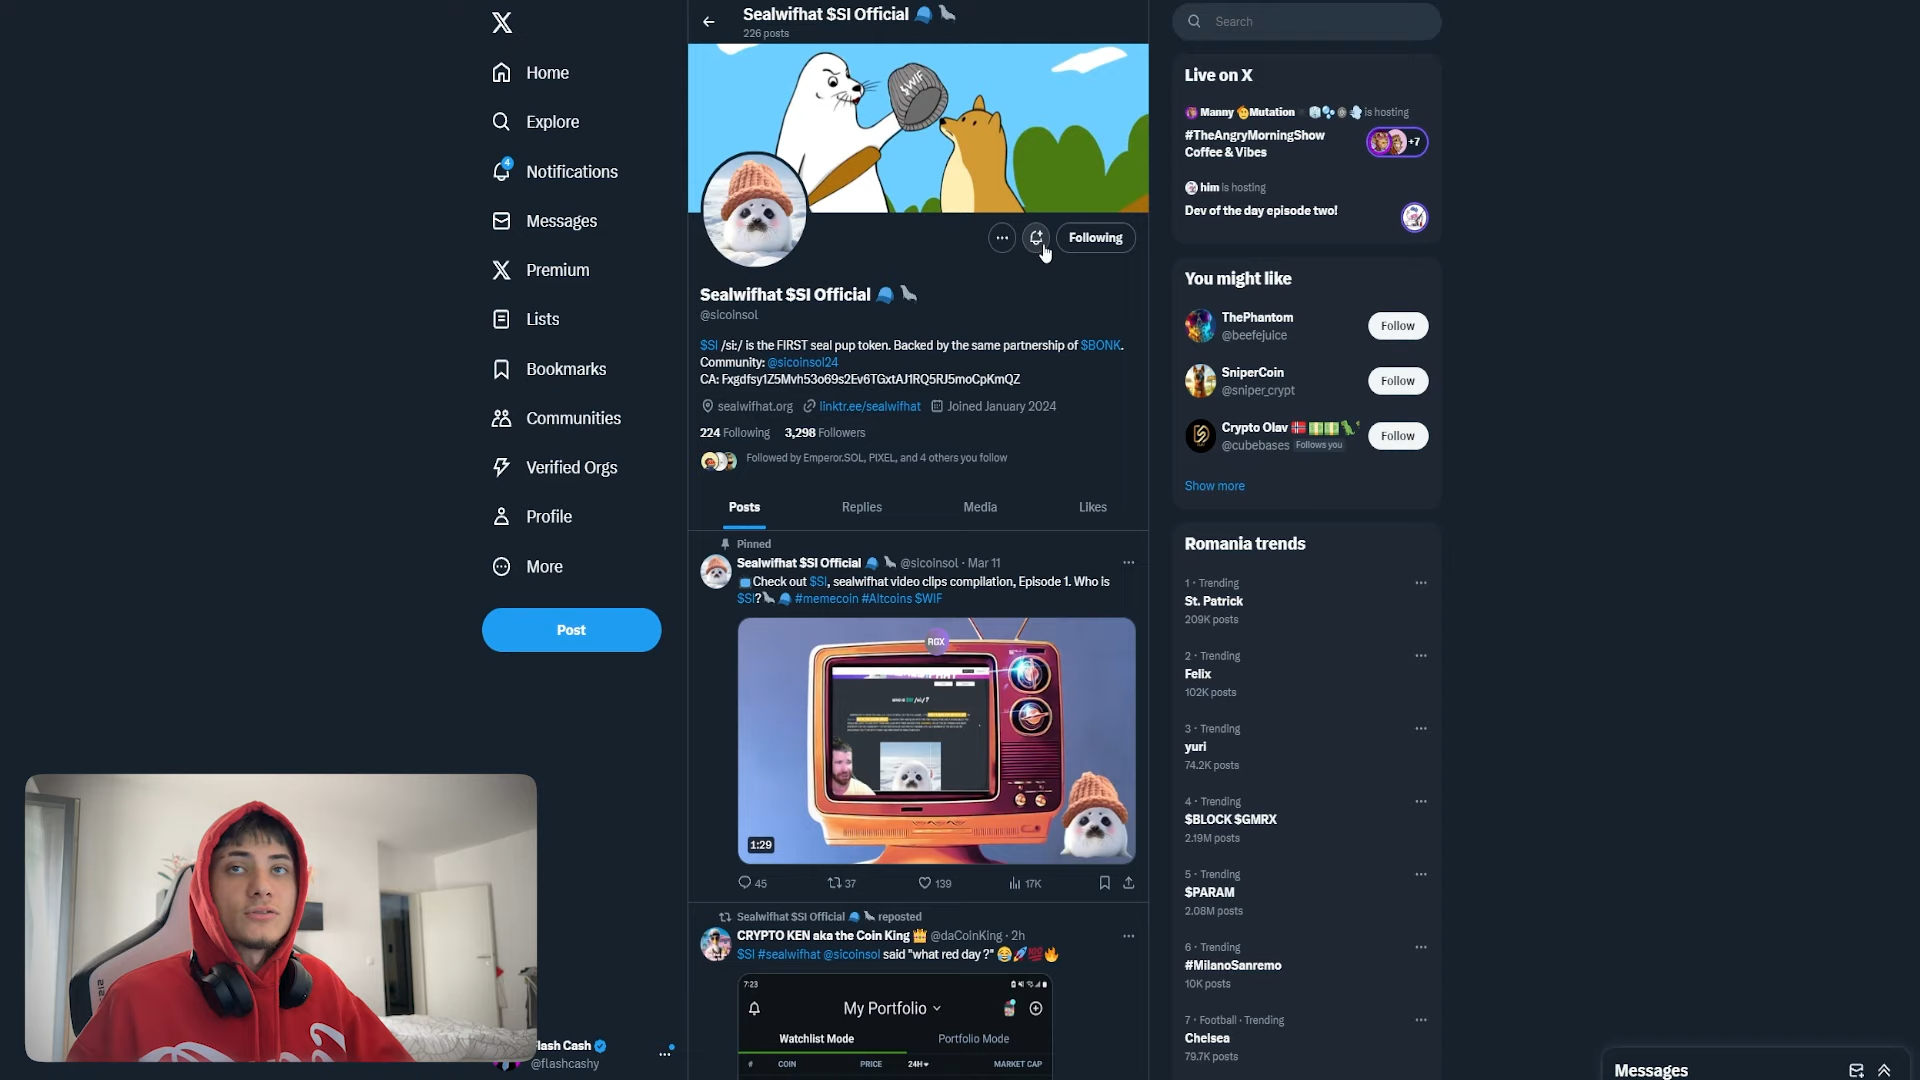 Home
Explore
4
Notifications
Messages
Premium
Lists
Bookmarks
Communities
Verified Orgs
Profile
More
Post
Flash Cash
@flashcashy
Sealwifhat $SI Official
226 posts
$WIF
Following
Sealwifhat $SI Official
@sicoinsol
$SI /si:/ is the FIRST seal pup token. Backed by the same partnership of $BONK.
Community: @sicoinsol24
CA: Fxgdfsy1Z5Mvh53o69s2Ev6TGxtAJ1RQ5RJ5moCpKmQZ
sealwifhat.org linktr.ee/sealwifhat Joined January 2024
224 Following 3,298 Followers
Followed by Emperor.SOL, PIXEL, and 4 others you follow
Posts Replies Media Likes
Pinned
Sealwifhat $SI Official @sicoinsol · Mar 11
Check out $SI, sealwifhat video clips compilation, Episode 1. Who is
$SI? #memecoin #Altcoins $WIF
RGX
1:29
45 37 139 17K
Sealwifhat $SI Official reposted
CRYPTO KEN aka the Coin King @daCoinKing · 2h
$SI #sealwifhat @sicoinsol said "what red day ?" 😂🚀💯🔥
7:23
My Portfolio
Watchlist Mode Portfolio Mode
# COIN PRICE 24H MARKET CAP
Search
Live on X
Manny Mutation is hosting
#TheAngryMorningShow
Coffee & Vibes
+7
him is hosting
Dev of the day episode two!
You might like
ThePhantom
@beefejuice
Follow
SniperCoin
@sniper_crypt
Follow
Crypto Olav
@cubebases Follows you
Follow
Show more
Romania trends
1 · Trending
St. Patrick
209K posts
2 · Trending
Felix
102K posts
3 · Trending
yuri
74.2K posts
4 · Trending
$BLOCK $GMRX
2.19M posts
5 · Trending
$PARAM
2.08M posts
6 · Trending
#MilanoSanremo
10K posts
7 · Football · Trending
Chelsea
79.7K posts
Messages